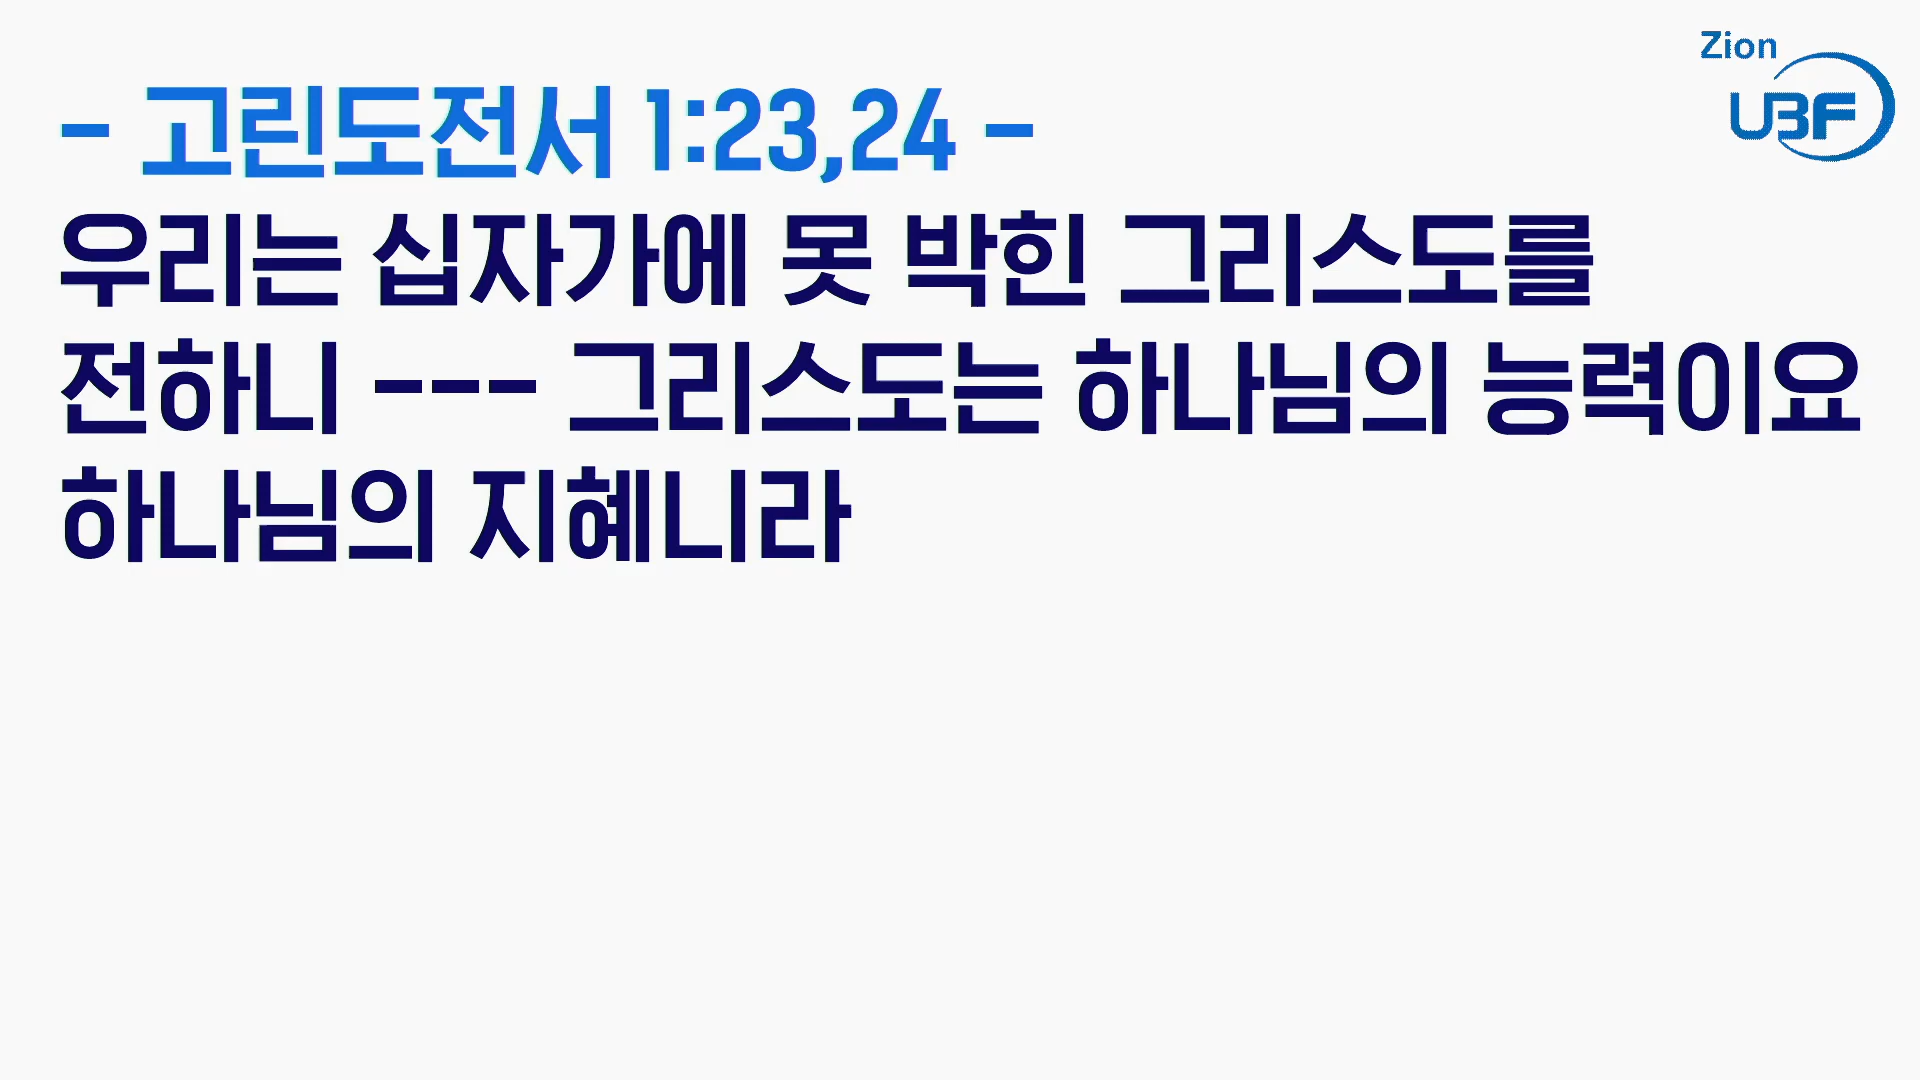 Zion
UBF
- 고린도전서 1:23,24 -
우리는 십자가에 못 박힌 그리스도를
전하니 --- 그리스도는 하나님의 능력이요
하나님의 지혜니라